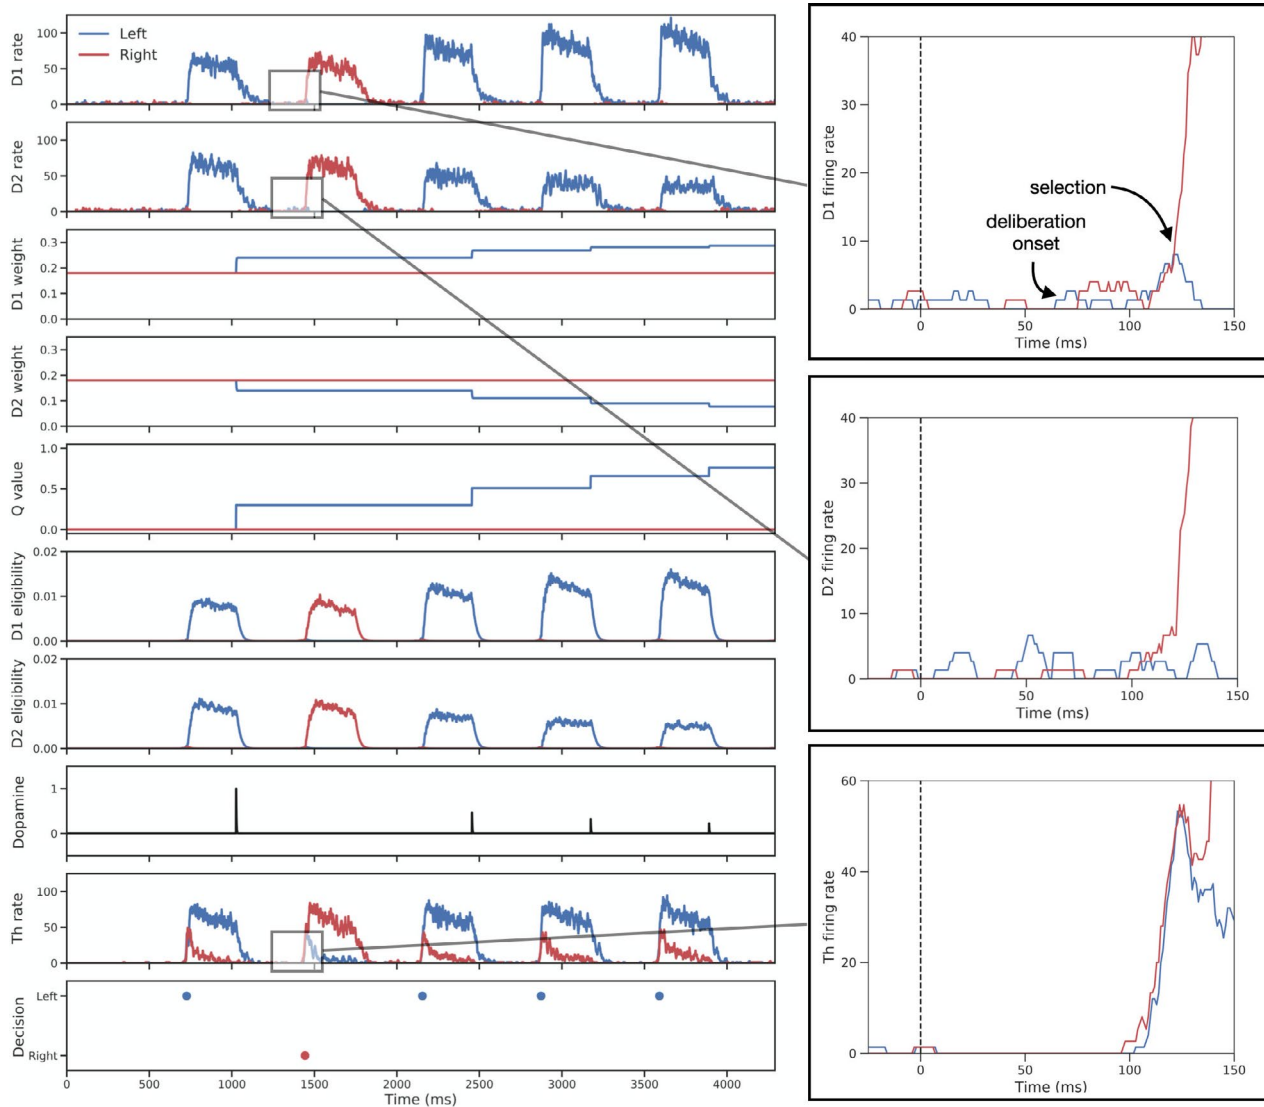 D1 rate
100
50
0
Left
Right
D2 rate
100
50
0
D1 weight
0.3
0.2
0.1
0.0
D2 weight
0.3
0.2
0.1
0.0
Q value
1.0
0.5
0.0
D1 eligibility
0.02
0.01
0.00
D2 eligibility
0.02
0.01
0.00
Dopamine
1
0
Th rate
100
50
0
Decision
Left
Right
0 500 1000 1500 2000 2500 3000 3500 4000
Time (ms)
D1 firing rate
40
30
20
10
0
selection
deliberation
onset
0 50 100 150
Time (ms)
D2 firing rate
40
30
20
10
0
0 50 100 150
Time (ms)
Th firing rate
60
40
20
0
0 50 100 150
Time (ms)